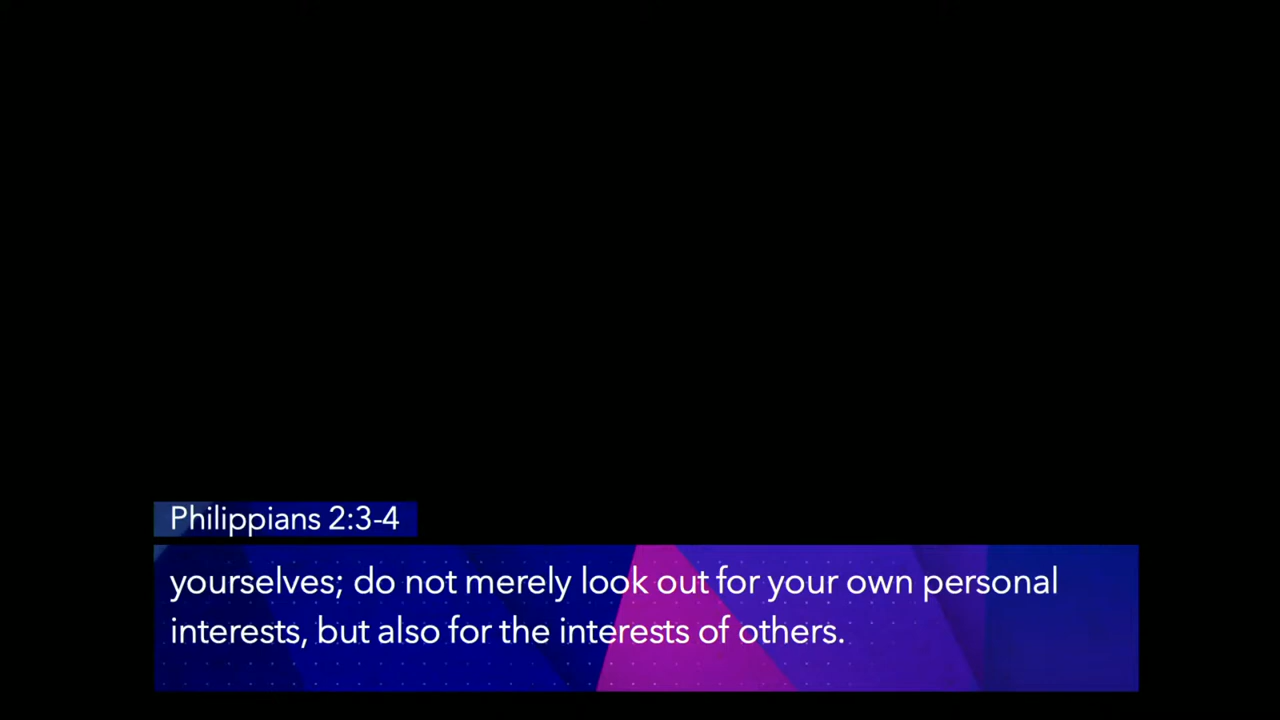 Philippians 2:3-4
yourselves; do not merely look out for your own personal
interests, but also for the interests of others.